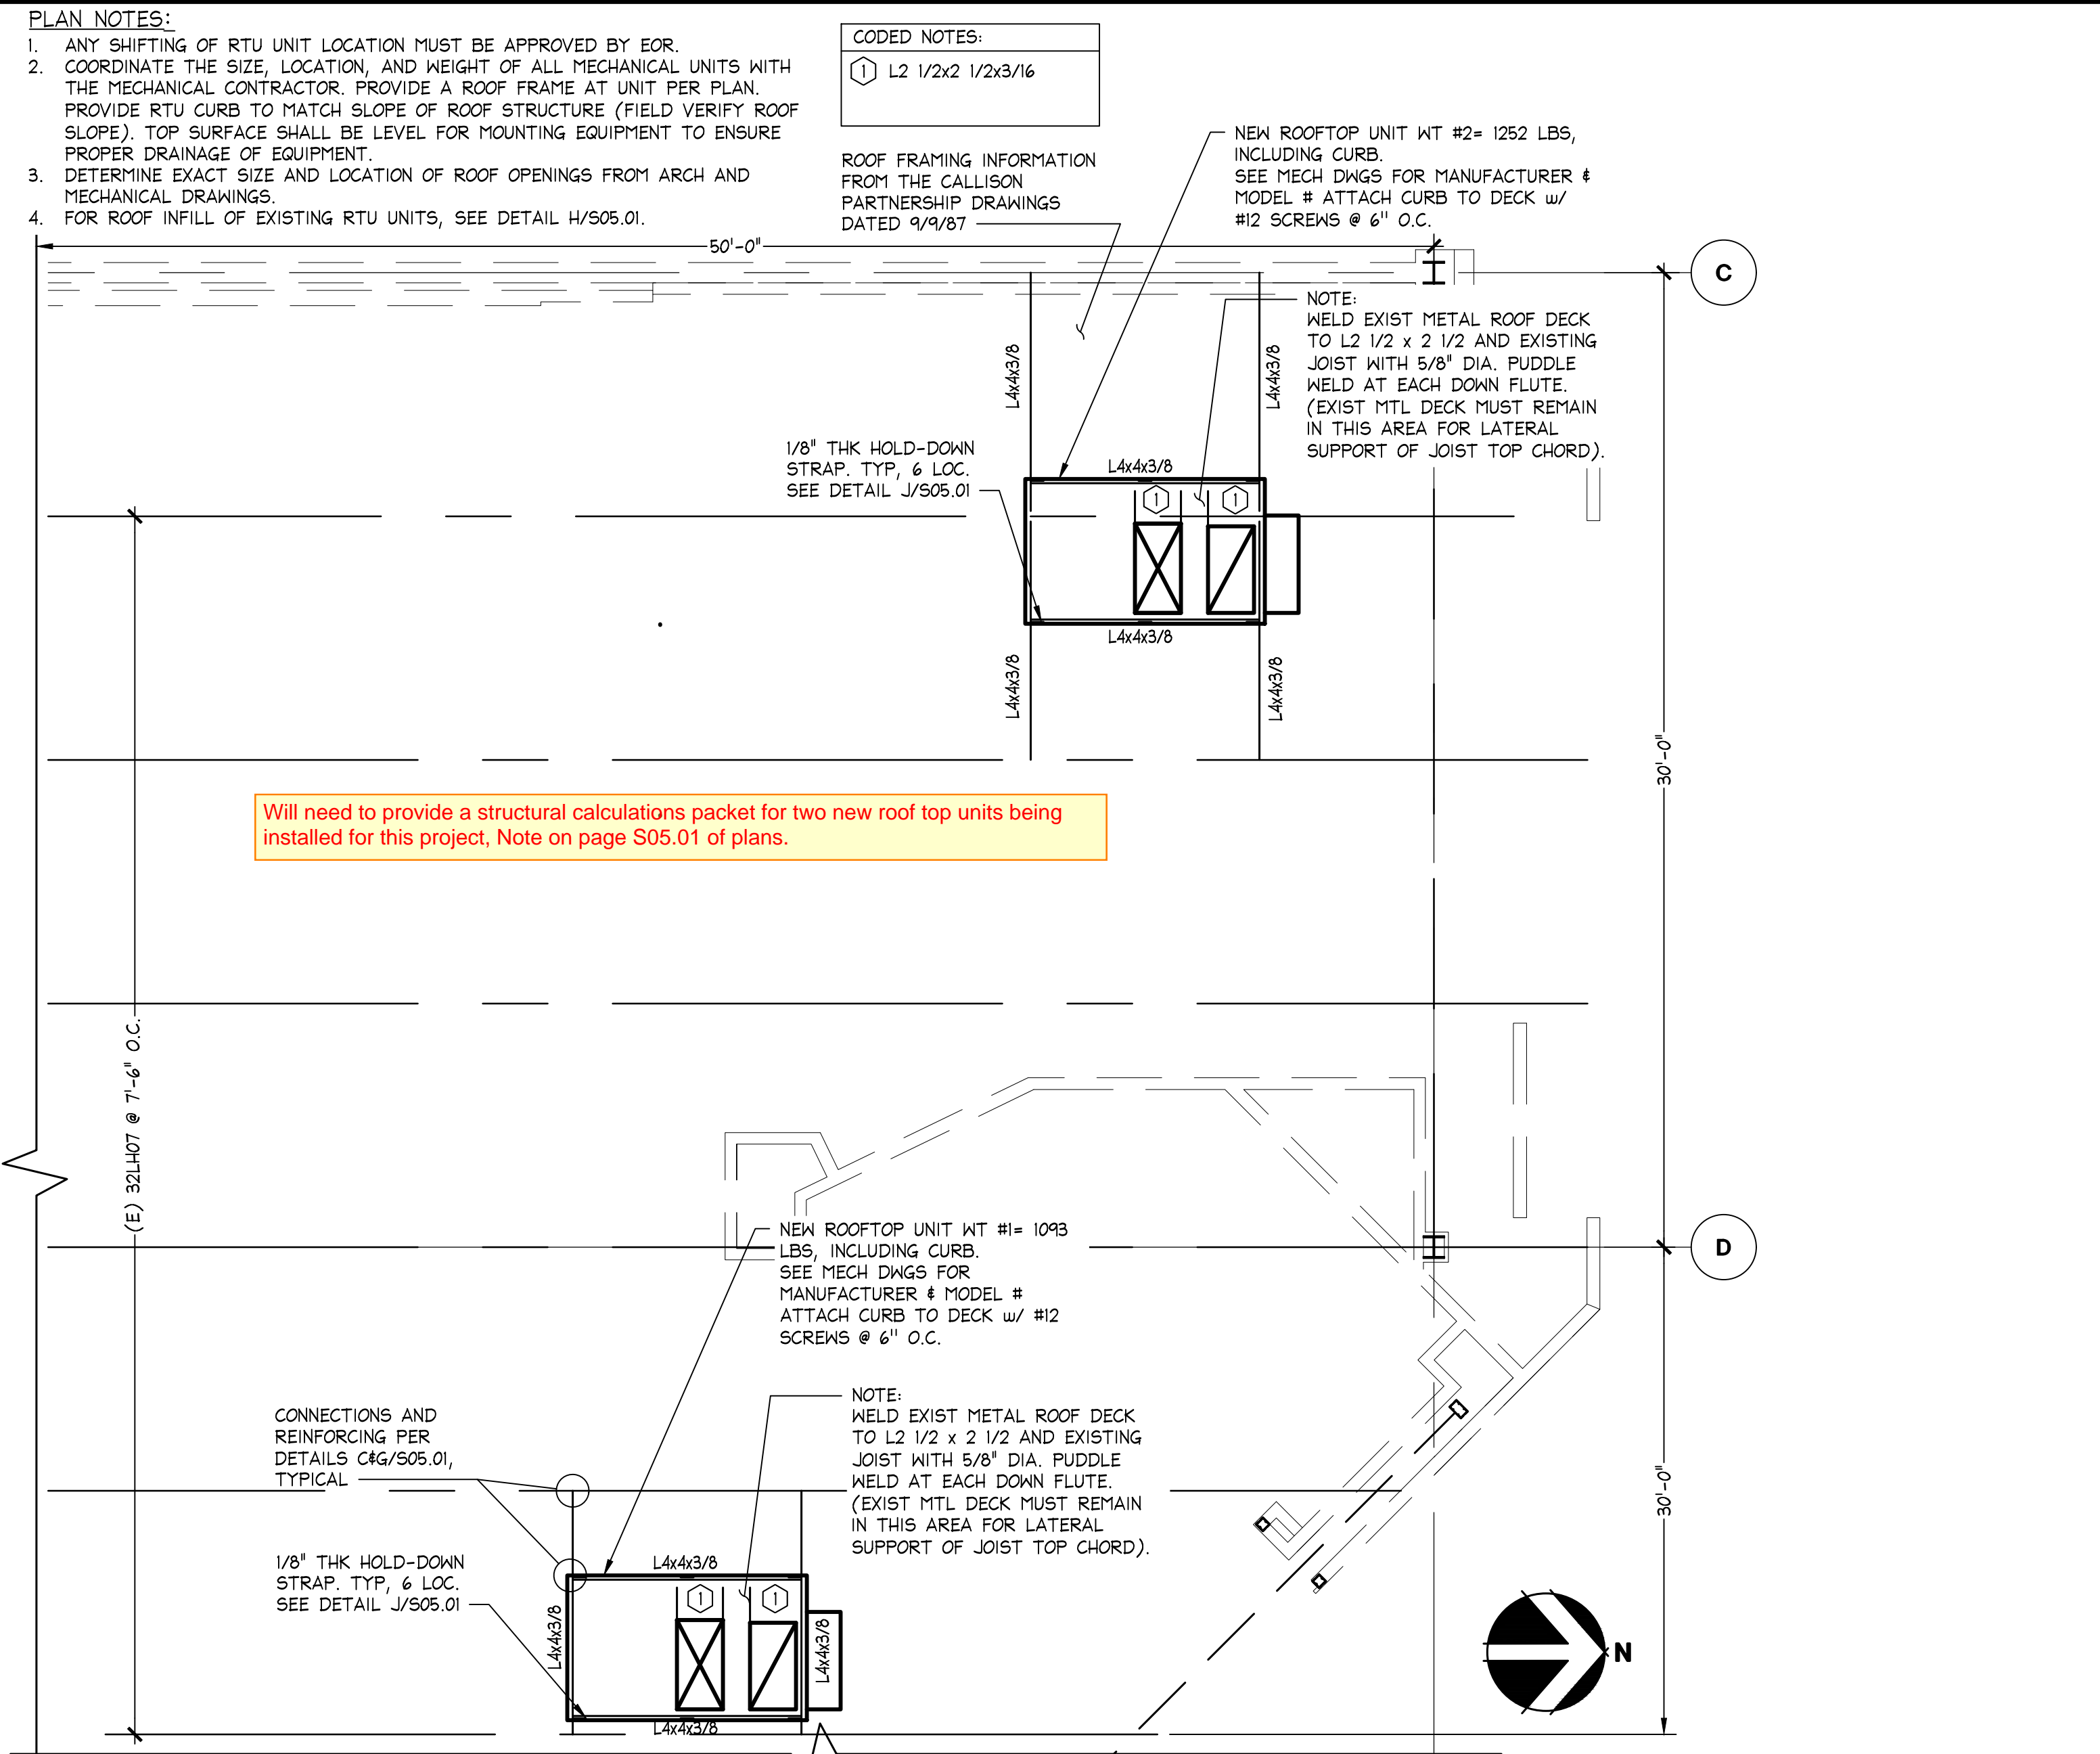 PLAN NOTES:
1. ANY SHIFTING OF RTU UNIT LOCATION MUST BE APPROVED BY EOR.
2. COORDINATE THE SIZE, LOCATION, AND WEIGHT OF ALL MECHANICAL UNITS WITH
THE MECHANICAL CONTRACTOR. PROVIDE A ROOF FRAME AT UNIT PER PLAN.
PROVIDE RTU CURB TO MATCH SLOPE OF ROOF STRUCTURE (FIELD VERIFY ROOF
SLOPE). TOP SURFACE SHALL BE LEVEL FOR MOUNTING EQUIPMENT TO ENSURE
PROPER DRAINAGE OF EQUIPMENT.
3. DETERMINE EXACT SIZE AND LOCATION OF ROOF OPENINGS FROM ARCH AND
MECHANICAL DRAWINGS.
4. FOR ROOF INFILL OF EXISTING RTU UNITS, SEE DETAIL H/S05.01.
CODED NOTES:
1 L2 1/2x2 1/2x3/16
ROOF FRAMING INFORMATION
FROM THE CALLISON
PARTNERSHIP DRAWINGS
DATED 9/9/87
NEW ROOFTOP UNIT WT #2= 1252 LBS,
INCLUDING CURB.
SEE MECH DWGS FOR MANUFACTURER &
MODEL # ATTACH CURB TO DECK w/
#12 SCREWS @ 6" O.C.
50'-0"
C
NOTE:
WELD EXIST METAL ROOF DECK
TO L2 1/2 x 2 1/2 AND EXISTING
JOIST WITH 5/8" DIA. PUDDLE
WELD AT EACH DOWN FLUTE.
(EXIST MTL DECK MUST REMAIN
IN THIS AREA FOR LATERAL
SUPPORT OF JOIST TOP CHORD).
L4x4x3/8
L4x4x3/8
1/8" THK HOLD-DOWN
STRAP. TYP, 6 LOC.
SEE DETAIL J/S05.01
L4x4x3/8
1
1
L4x4x3/8
L4x4x3/8
L4x4x3/8
30'-0"
Will need to provide a structural calculations packet for two new roof top units being
installed for this project, Note on page S05.01 of plans.
(E) 32LH07 @ 7'-6" O.C.
D
NEW ROOFTOP UNIT WT #1= 1093
LBS, INCLUDING CURB.
SEE MECH DWGS FOR
MANUFACTURER & MODEL #
ATTACH CURB TO DECK w/ #12
SCREWS @ 6" O.C.
CONNECTIONS AND
REINFORCING PER
DETAILS C&G/S05.01,
TYPICAL
NOTE:
WELD EXIST METAL ROOF DECK
TO L2 1/2 x 2 1/2 AND EXISTING
JOIST WITH 5/8" DIA. PUDDLE
WELD AT EACH DOWN FLUTE.
(EXIST MTL DECK MUST REMAIN
IN THIS AREA FOR LATERAL
SUPPORT OF JOIST TOP CHORD).
30'-0"
1/8" THK HOLD-DOWN
STRAP. TYP, 6 LOC.
SEE DETAIL J/S05.01
L4x4x3/8
1
1
L4x4x3/8
L4x4x3/8
L4x4x3/8
N